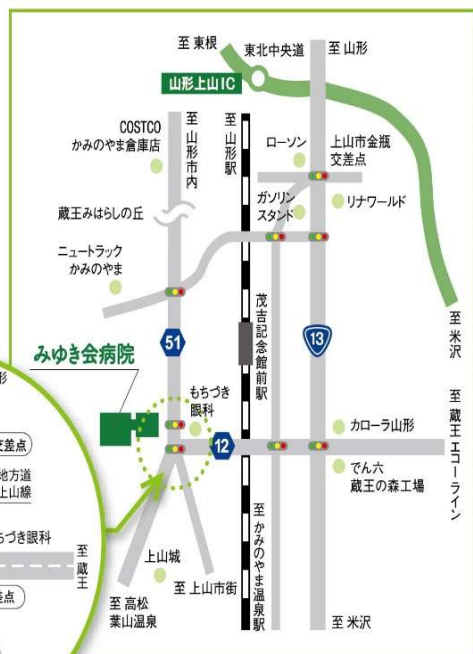 至 東根
東北中央道
至 山形
山形上山IC
COSTCO
かみのやま倉庫店
至 山形市内
至 山形駅
ローソン
上山市金瓶
交差点
ガソリン
スタンド
リナワールド
蔵王みはらしの丘
ニュートラック
かみのやま
至 米沢
51
茂吉記念館前駅
13
みゆき会病院
もちづき
眼科
12
カローラ山形
至 蔵王エコーライン
でん六
蔵王の森工場
上山城
至 上山市街
至 高松
葉山温泉
至 かみのやま温泉駅
至 米沢
交差点
地方道
上山線
ちづき眼科
至 蔵王
差点